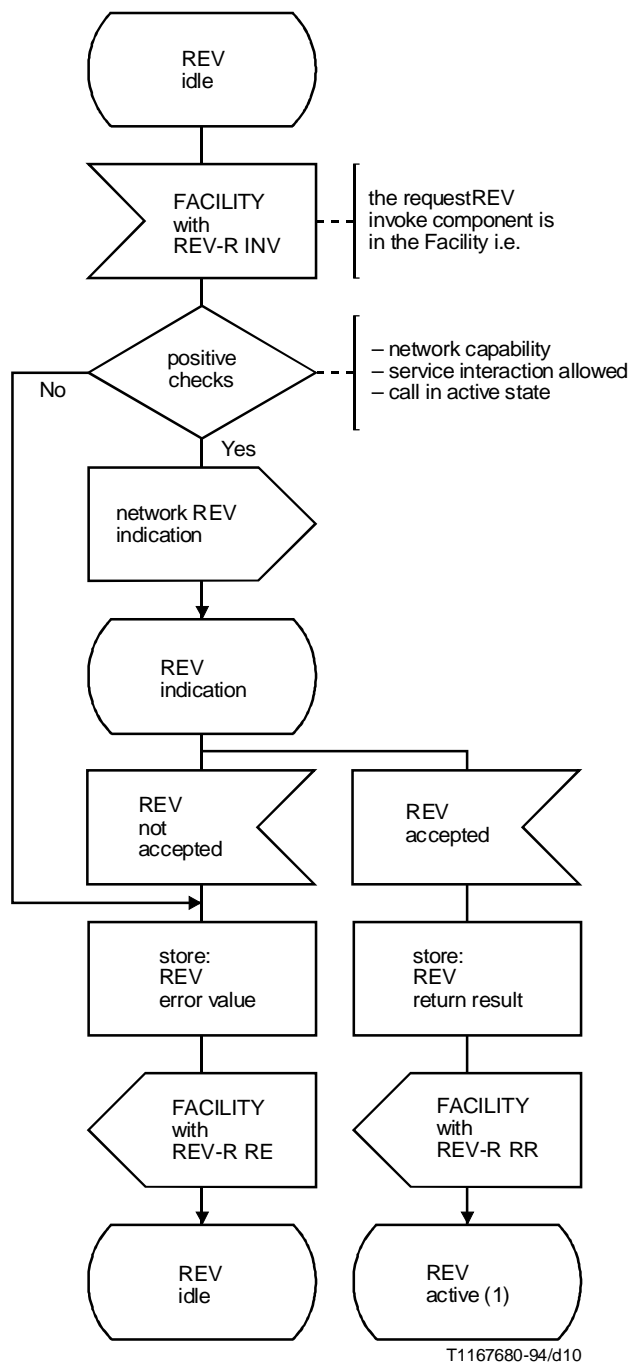 REV
idle
FACILITY
with
REV-R INV
the requestREV
invoke component is
in the Facility i.e.
positive
checks
– network capability
– service interaction allowed
– call in active state
No
Yes
network REV
indication
REV
indication
REV
not
accepted
REV
accepted
store:
REV
error value
store:
REV
return result
FACILITY
with
REV-R RE
FACILITY
with
REV-R RR
REV
idle
REV
active (1)
T1167680-94/d10